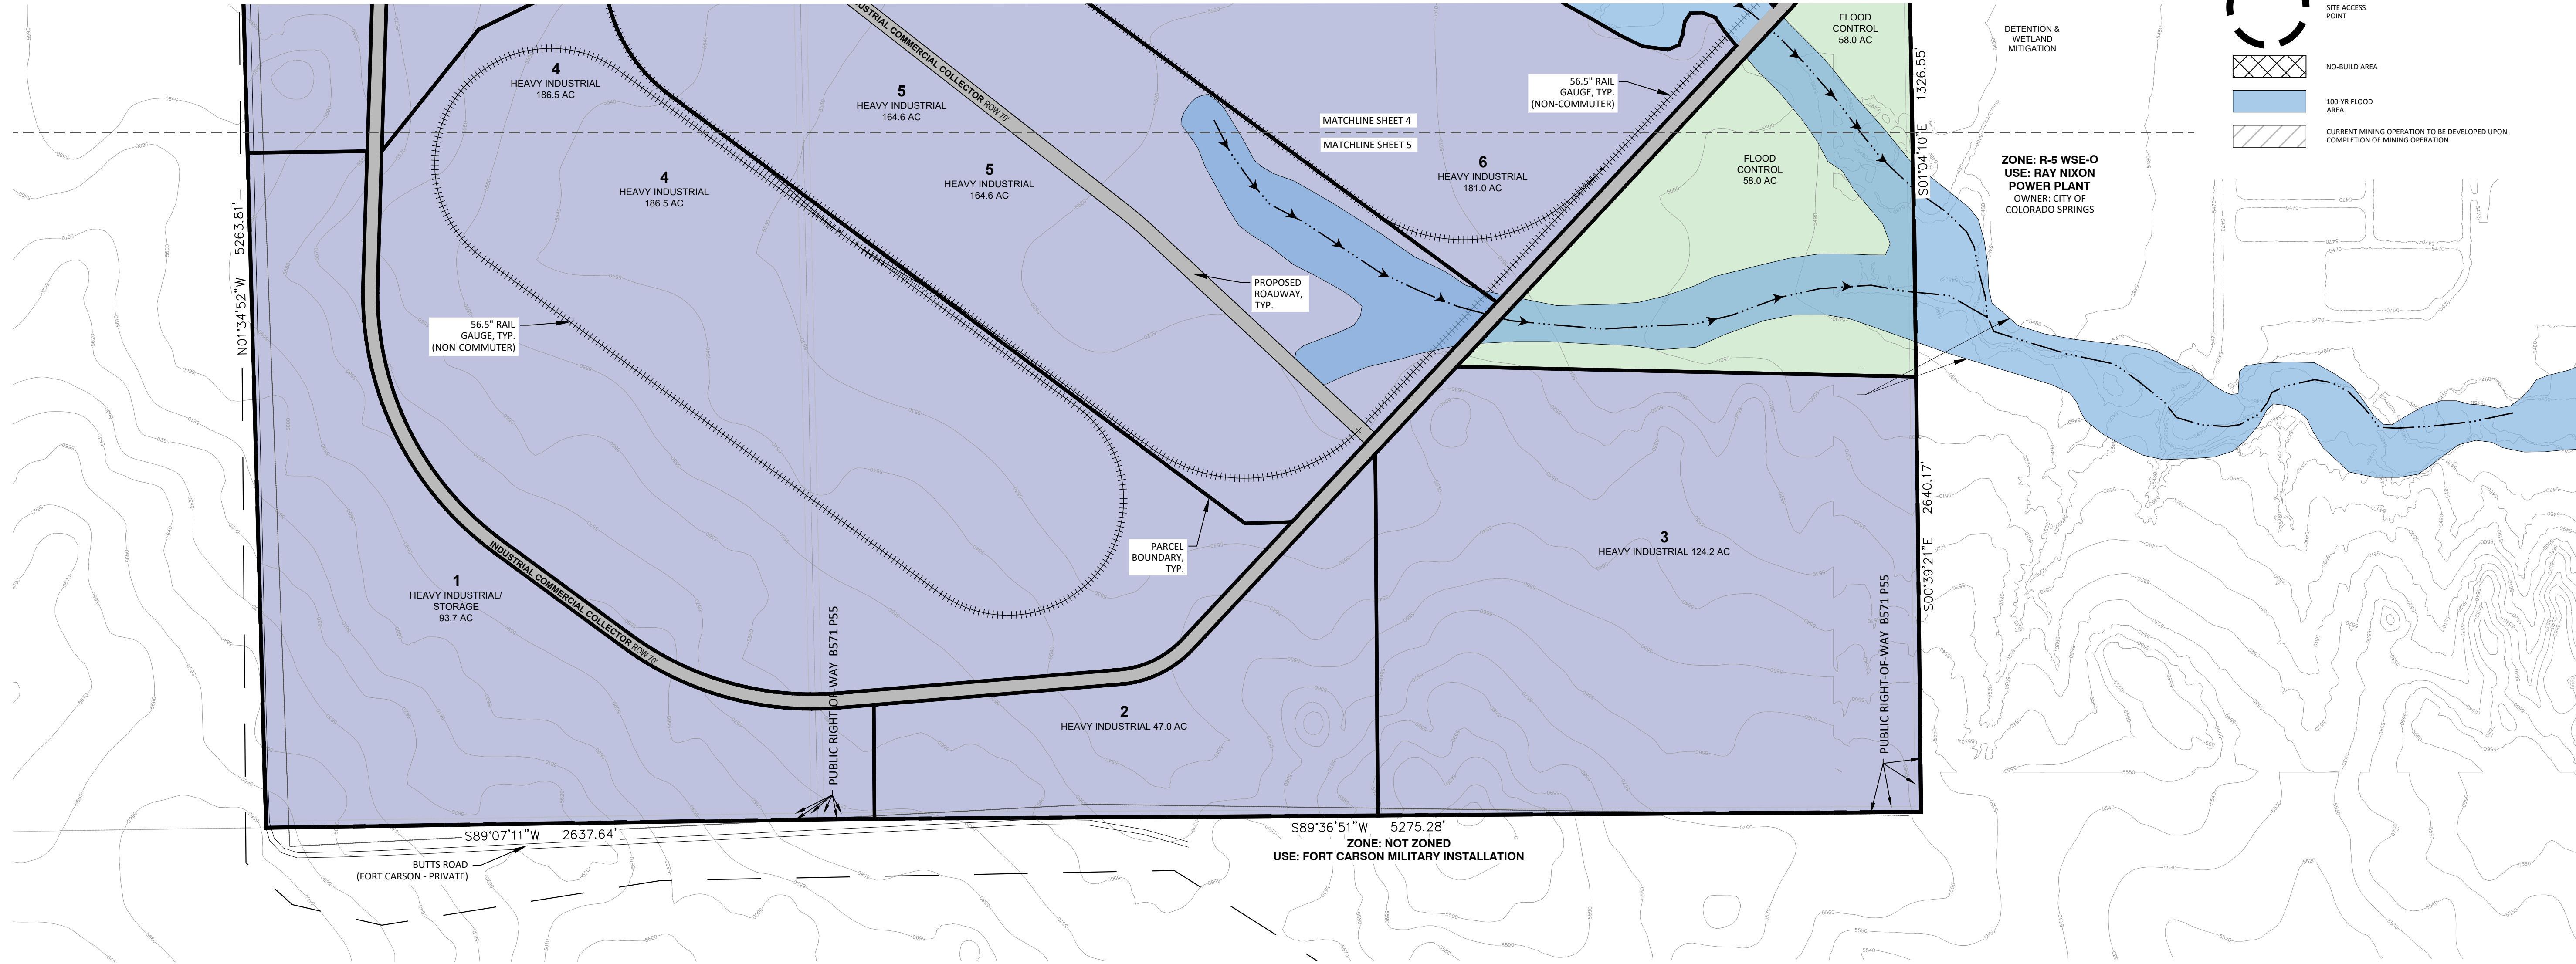 SITE ACCESS
POINT
NO-BUILD AREA
100-YR FLOOD
AREA
CURRENT MINING OPERATION TO BE DEVELOPED UPON
COMPLETION OF MINING OPERATION
DETENTION &
WETLAND
MITIGATION
FLOOD
CONTROL
58.0 AC
1326.55'
S01°04'10"E
4
HEAVY INDUSTRIAL
186.5 AC
5
HEAVY INDUSTRIAL
164.6 AC
INDUSTRIAL COMMERCIAL COLLECTOR ROW 70'
56.5" RAIL
GAUGE, TYP.
(NON-COMMUTER)
MATCHLINE SHEET 4
MATCHLINE SHEET 5
6
HEAVY INDUSTRIAL
181.0 AC
FLOOD
CONTROL
58.0 AC
ZONE: R-5 WSE-O
USE: RAY NIXON
POWER PLANT
OWNER: CITY OF
COLORADO SPRINGS
4
HEAVY INDUSTRIAL
186.5 AC
5
HEAVY INDUSTRIAL
164.6 AC
N01°34'52"W 5263.81'
PROPOSED
ROADWAY,
TYP.
56.5" RAIL
GAUGE, TYP.
(NON-COMMUTER)
PARCEL
BOUNDARY,
TYP.
3
HEAVY INDUSTRIAL 124.2 AC
S00°39'21"E 2640.17'
PUBLIC RIGHT-OF-WAY B571 P55
1
HEAVY INDUSTRIAL/
STORAGE
93.7 AC
INDUSTRIAL COMMERCIAL COLLECTOR ROW 70'
PUBLIC RIGHT-OF-WAY B571 P55
2
HEAVY INDUSTRIAL 47.0 AC
S89°07'11"W 2637.64'
S89°36'51"W 5275.28'
ZONE: NOT ZONED
USE: FORT CARSON MILITARY INSTALLATION
BUTTS ROAD
(FORT CARSON - PRIVATE)